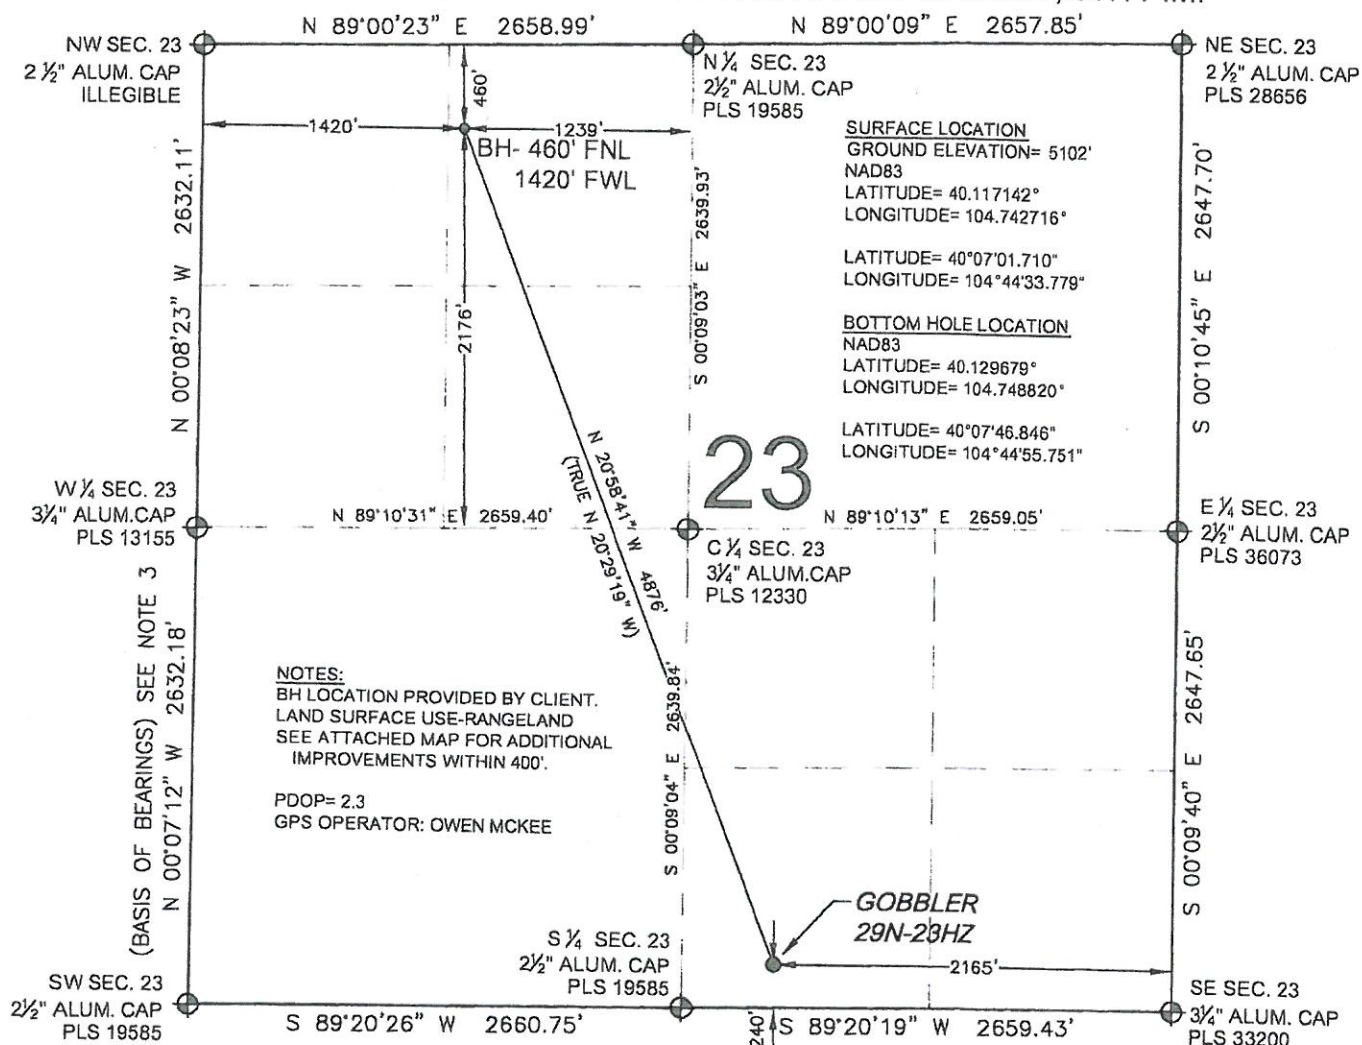 N 89°00'23" E 2658.99'
N 89°00'09" E 2657.85'
NW SEC. 23
2 ½" ALUM. CAP
ILLEGIBLE
N ¼ SEC. 23
2½" ALUM. CAP
PLS 19585
NE SEC. 23
2 ½" ALUM. CAP
PLS 28656
460'
1420'
1239'
BH- 460' FNL
1420' FWL
SURFACE LOCATION
GROUND ELEVATION= 5102'
NAD83
LATITUDE= 40.117142°
LONGITUDE= 104.742716°
LATITUDE= 40°07'01.710"
LONGITUDE= 104°44'33.779"
BOTTOM HOLE LOCATION
NAD83
LATITUDE= 40.129679°
LONGITUDE= 104.748820°
LATITUDE= 40°07'46.846"
LONGITUDE= 104°44'55.751"
N 00°08'23" W 2632.11'
2176'
S 00°09'03" E 2639.93'
S 00°10'45" E 2647.70'
23
N 20°58'41" W 4876'
(TRUE N 20°29'19" W)
W ¼ SEC. 23
3¼" ALUM.CAP
PLS 13155
N 89°10'31" E 2659.40'
N 89°10'13" E 2659.05'
C ¼ SEC. 23
3¼" ALUM.CAP
PLS 12330
E ¼ SEC. 23
2½" ALUM. CAP
PLS 36073
(BASIS OF BEARINGS) SEE NOTE 3
N 00°07'12" W 2632.18'
NOTES:
BH LOCATION PROVIDED BY CLIENT.
LAND SURFACE USE-RANGELAND
SEE ATTACHED MAP FOR ADDITIONAL
IMPROVEMENTS WITHIN 400'.
PDOP= 2.3
GPS OPERATOR: OWEN MCKEE
S 00°09'04" E 2639.84'
S 00°09'40" E 2647.65'
GOBBLER
29N-23HZ
2165'
S ¼ SEC. 23
2½" ALUM. CAP
PLS 19585
SW SEC. 23
2½" ALUM. CAP
PLS 19585
S 89°20'26" W 2660.75'
240'
S 89°20'19" W 2659.43'
SE SEC. 23
3¼" ALUM. CAP
PLS 33200